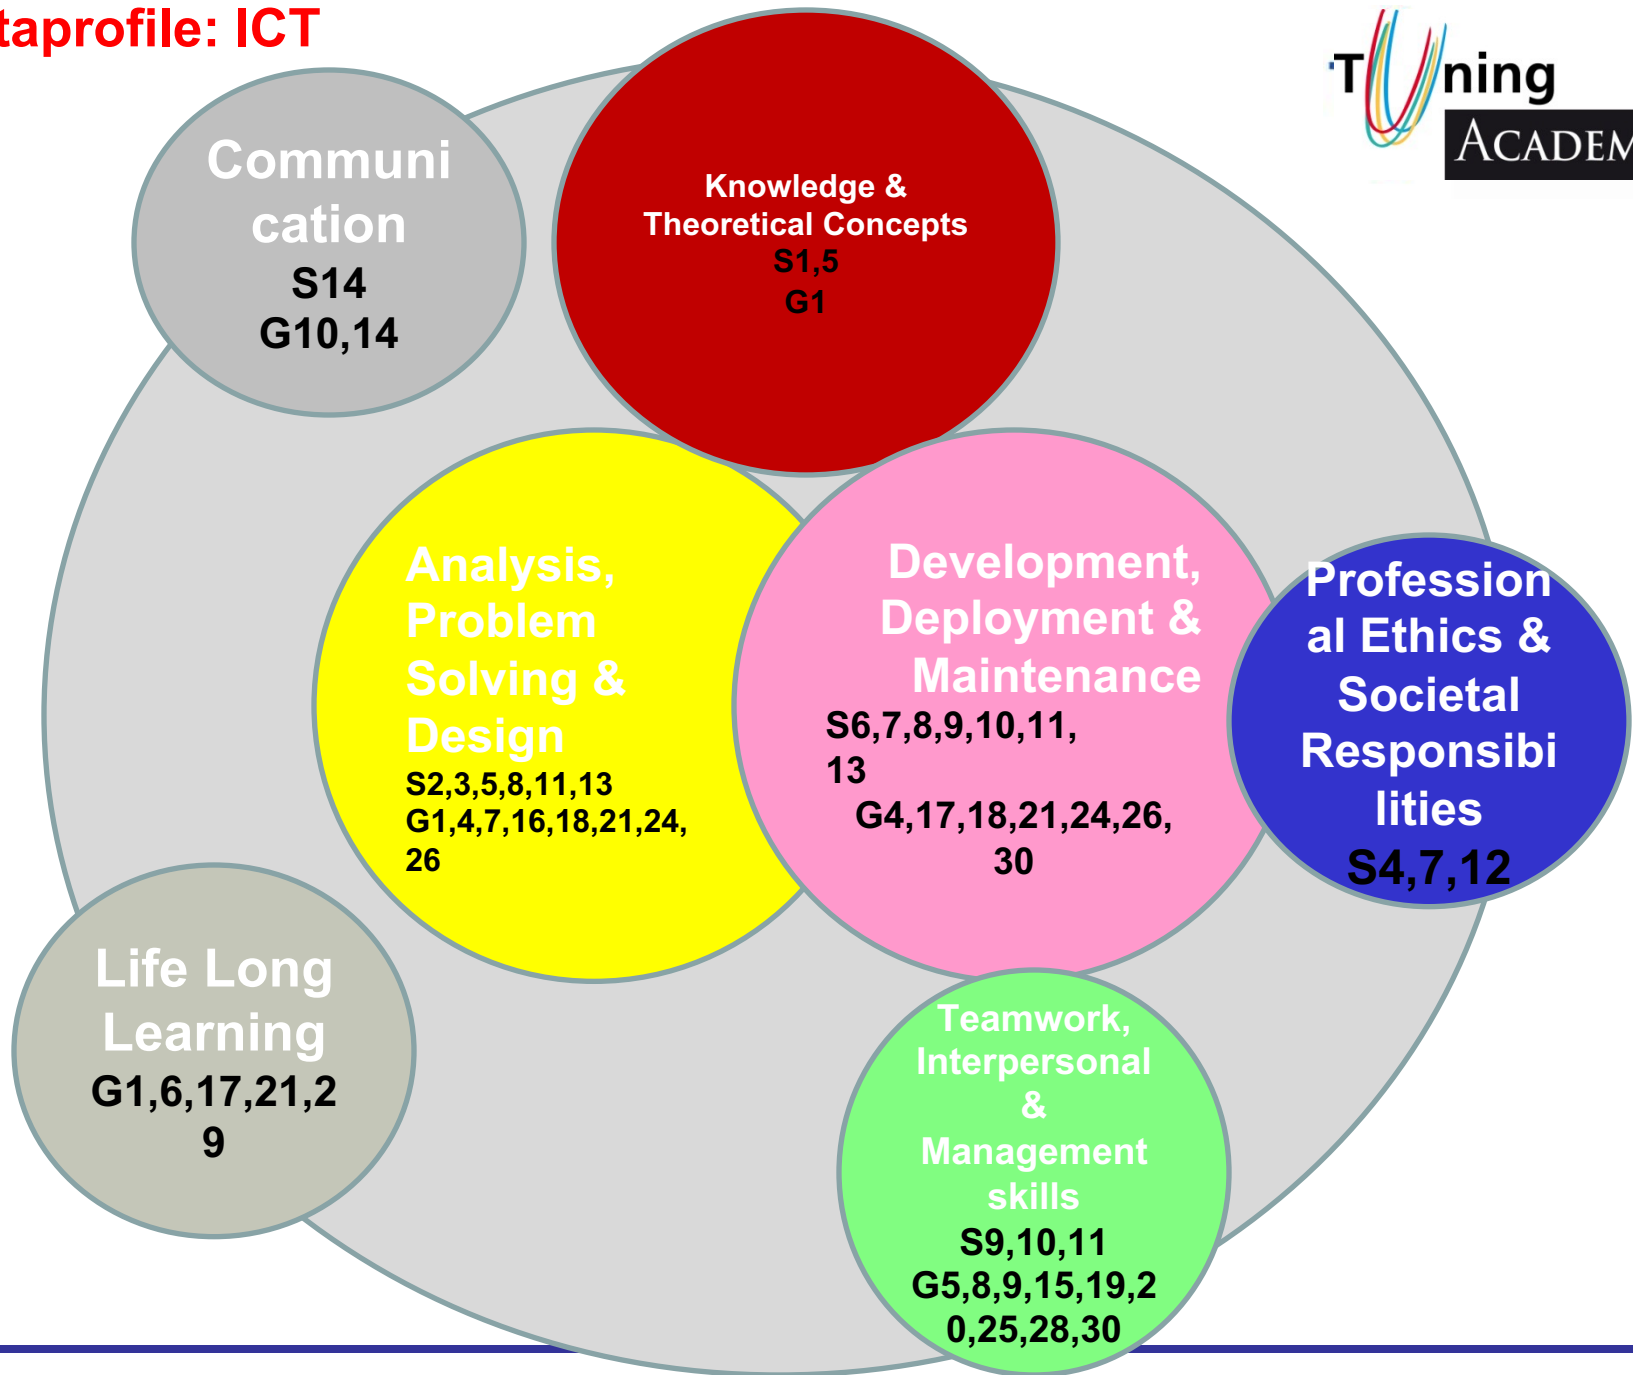 taprofile: ICT
Tuning
ACADEM
Communi
cation
S14
G10,14
Knowledge &
Theoretical Concepts
S1,5
G1
Analysis,
Problem
Solving &
Design
S2,3,5,8,11,13
G1,4,7,16,18,21,24,
26
Development,
Deployment &
Maintenance
S6,7,8,9,10,11,
13
G4,17,18,21,24,26,
30
Profession
al Ethics &
Societal
Responsibi
lities
S4,7,12
Life Long
Learning
G1,6,17,21,2
9
Teamwork,
Interpersonal
&
Management
skills
S9,10,11
G5,8,9,15,19,2
0,25,28,30